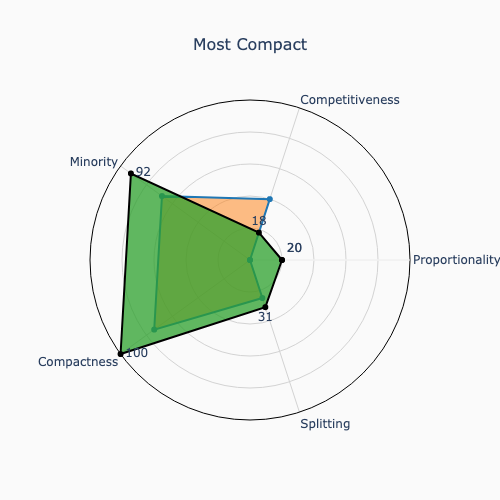 Most Compact
Competitiveness
Minority
92
18
20
Proportionality
31
Compactness
100
Splitting